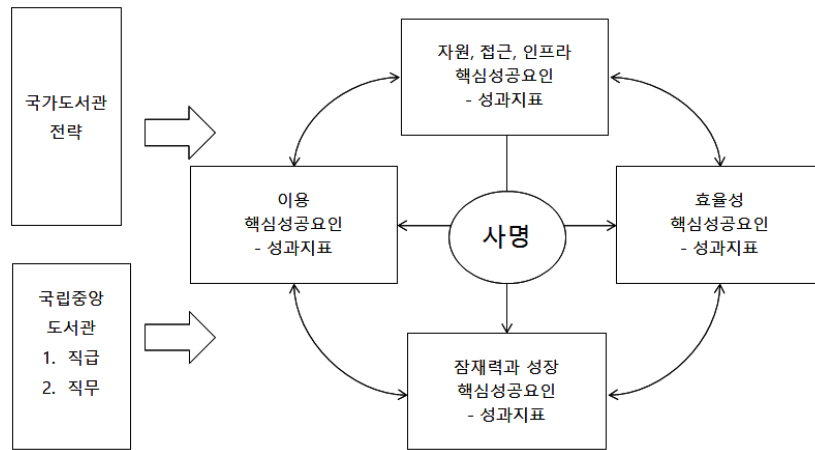 국가도서관
전략
자원, 접근, 인프라
핵심성공요인
- 성과지표
이용
핵심성공요인
- 성과지표
사명
효율성
핵심성공요인
- 성과지표
국립중앙
도서관
1. 직급
2. 직무
잠재력과 성장
핵심성공요인
- 성과지표